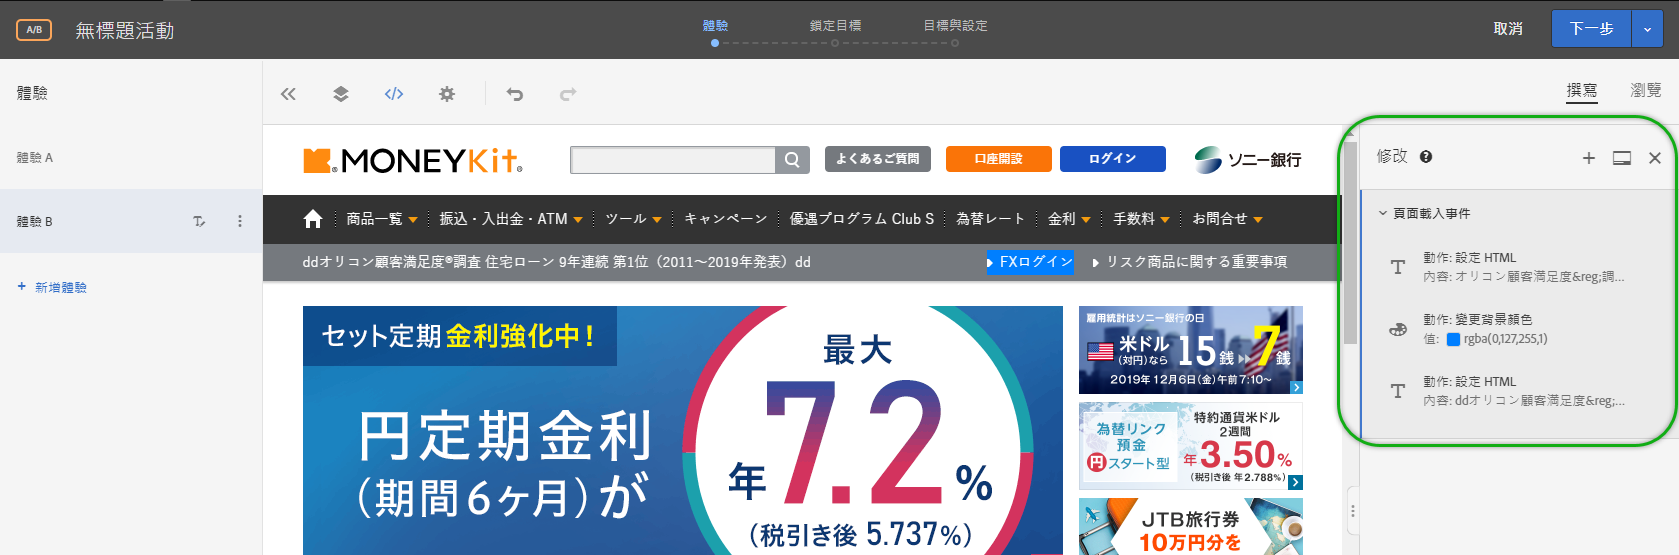 A/B
無標題活動
體驗
鎖定目標
目標與設定
取消
下一步
體驗
撰寫
瀏覽
體驗 A
體驗 B
+ 新增體驗
MONEYKit®
よくあるご質問
口座開設
ログイン
ソニー銀行
商品一覧
振込・入出金・ATM
ツール
キャンペーン
優遇プログラム Club S
為替レート
金利
手数料
お問合せ
ddオリコン顧客満足度®調査 住宅ローン 9年連続 第1位（2011～2019年発表）dd
FXログイン
リスク商品に関する重要事項
セット定期 金利強化中！
円定期金利
（期間6ヶ月）が
最大
年 7.2 %
（税引き後 5.737％）
雇用統計はソニー銀行の日
米ドル
（対円）なら
15銭 7銭
2019年12月6日(金)午前7:10～
為替リンク
預金
円 スタート型
特約通貨米ドル
2週間
年 3.50 %
(税引き後 年2.788%)
JTB旅行券
10万円分を
修改
頁面載入事件
動作: 設定 HTML
内容: オリコン顧客満足度&reg;調...
動作: 變更背景顏色
值: rgba(0,127,255,1)
動作: 設定 HTML
内容: ddオリコン顧客満足度&reg;...